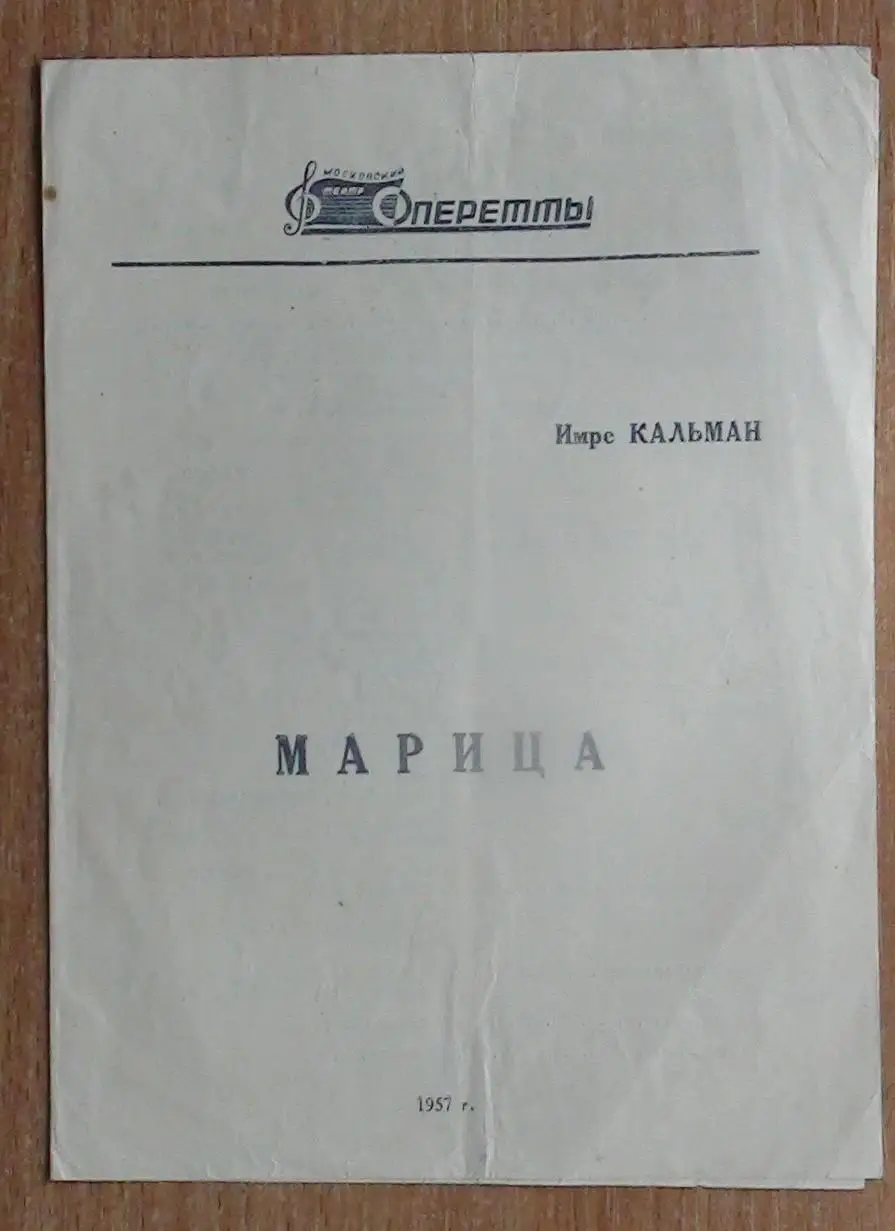 МОСКОВСКИЙ
ТЕАТР
ОПЕРЕТТЫ
Имре КАЛЬМАН
МАРИЦА
1957 г.